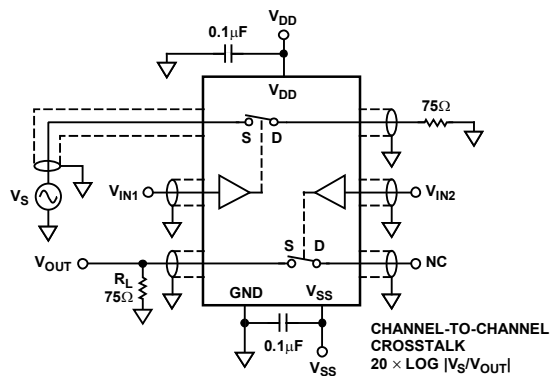 VDD
0.1μF
VDD
75Ω
S D
VS
VIN1
VIN2
S D
VOUT
NC
RL
75Ω
GND
VSS
0.1μF
VSS
CHANNEL-TO-CHANNEL
CROSSTALK
20 × LOG |VS/VOUT|